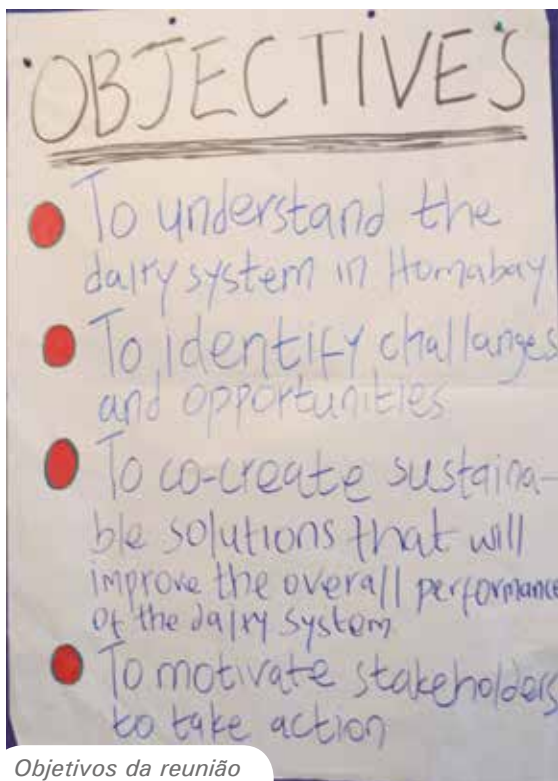 OBJECTIVES
To understand the
dairy system in Homabay
To identify challanges
and opportunities
To co-create sustaina-
ble solutions that will
improve the overall performance
of the dairy system
To motivate stakeholders
to take action
Objetivos da reunião